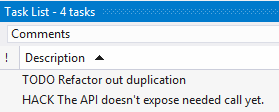 Task List - 4 tasks
Comments
! Description
TODO Refactor out duplication
HACK The API doesn't expose needed call yet.